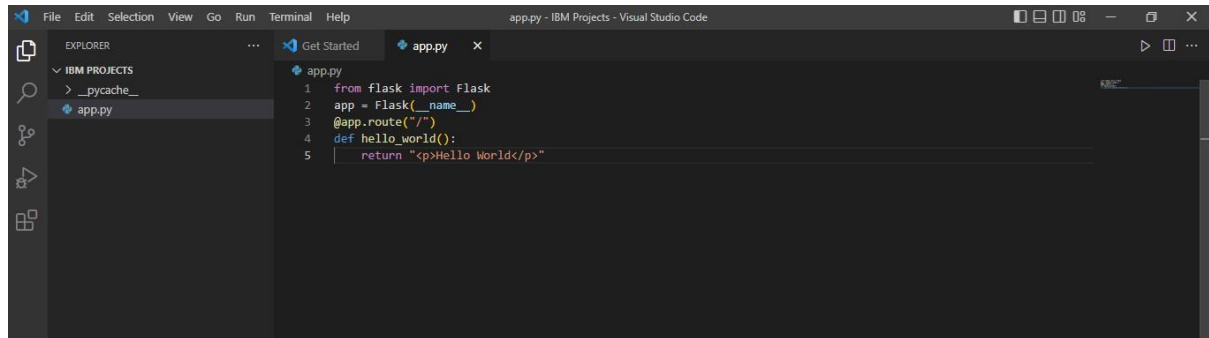 File Edit Selection View Go Run Terminal Help app.py - IBM Projects - Visual Studio Code
EXPLORER ... Get Started app.py
IBM PROJECTS
> __pycache__
app.py
app.py
1 from flask import Flask
2 app = Flask(__name__)
3 @app.route("/")
4 def hello_world():
5     return "<p>Hello World</p>"